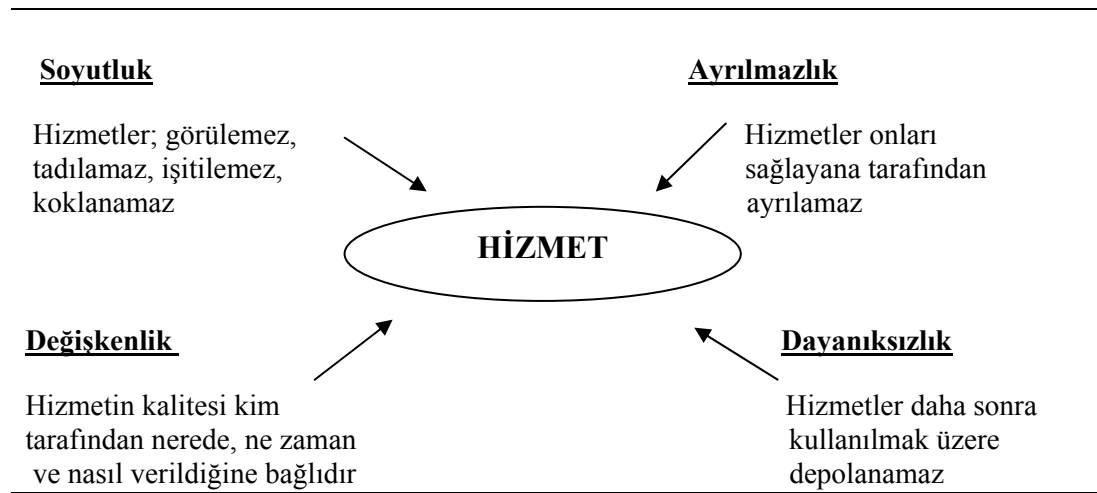 Soyutluk
Hizmetler; görülemez,
tadılamaz, işitilemez,
koklanamaz
Ayrılmazlık
Hizmetler onları
sağlayana tarafından
ayrılamaz
HİZMET
Değişkenlik
Hizmetin kalitesi kim
tarafından nerede, ne zaman
ve nasıl verildiğine bağlıdır
Dayanıksızlık
Hizmetler daha sonra
kullanılmak üzere
depolanamaz